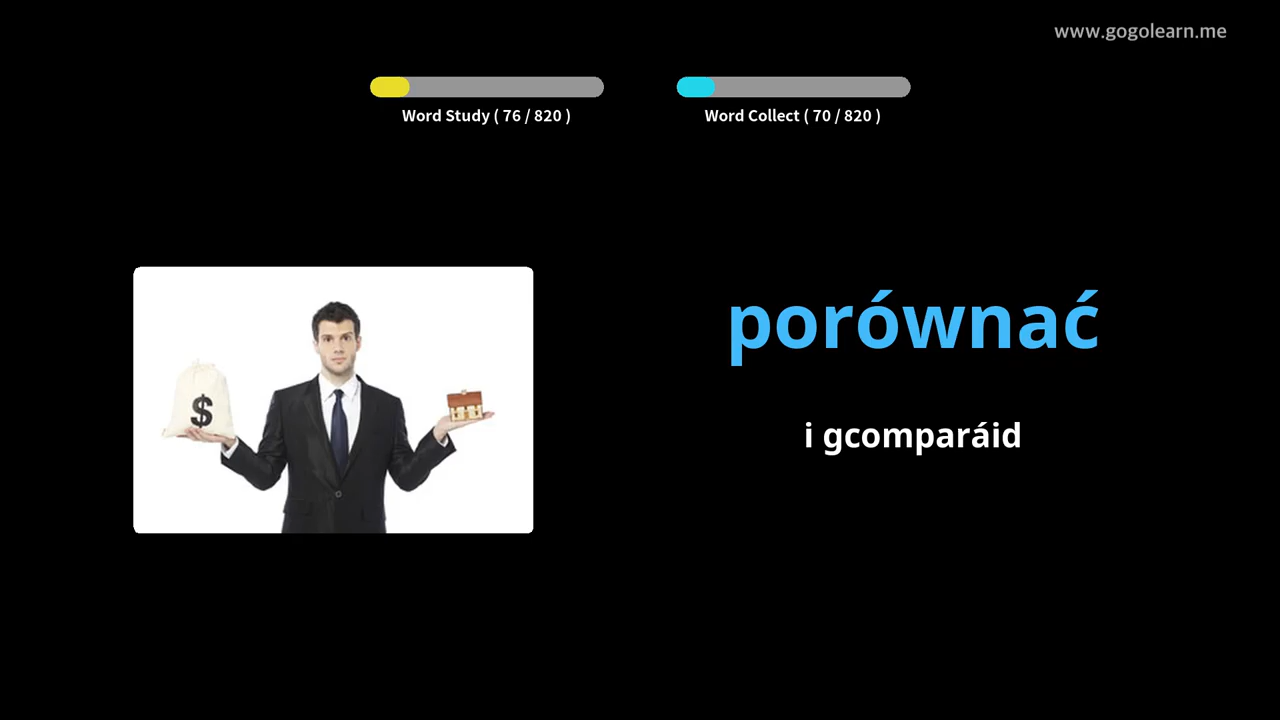 www.gogolearn.me
Word Study ( 76 / 820 )
Word Collect ( 70 / 820 )
$
porównać
i gcomparáid